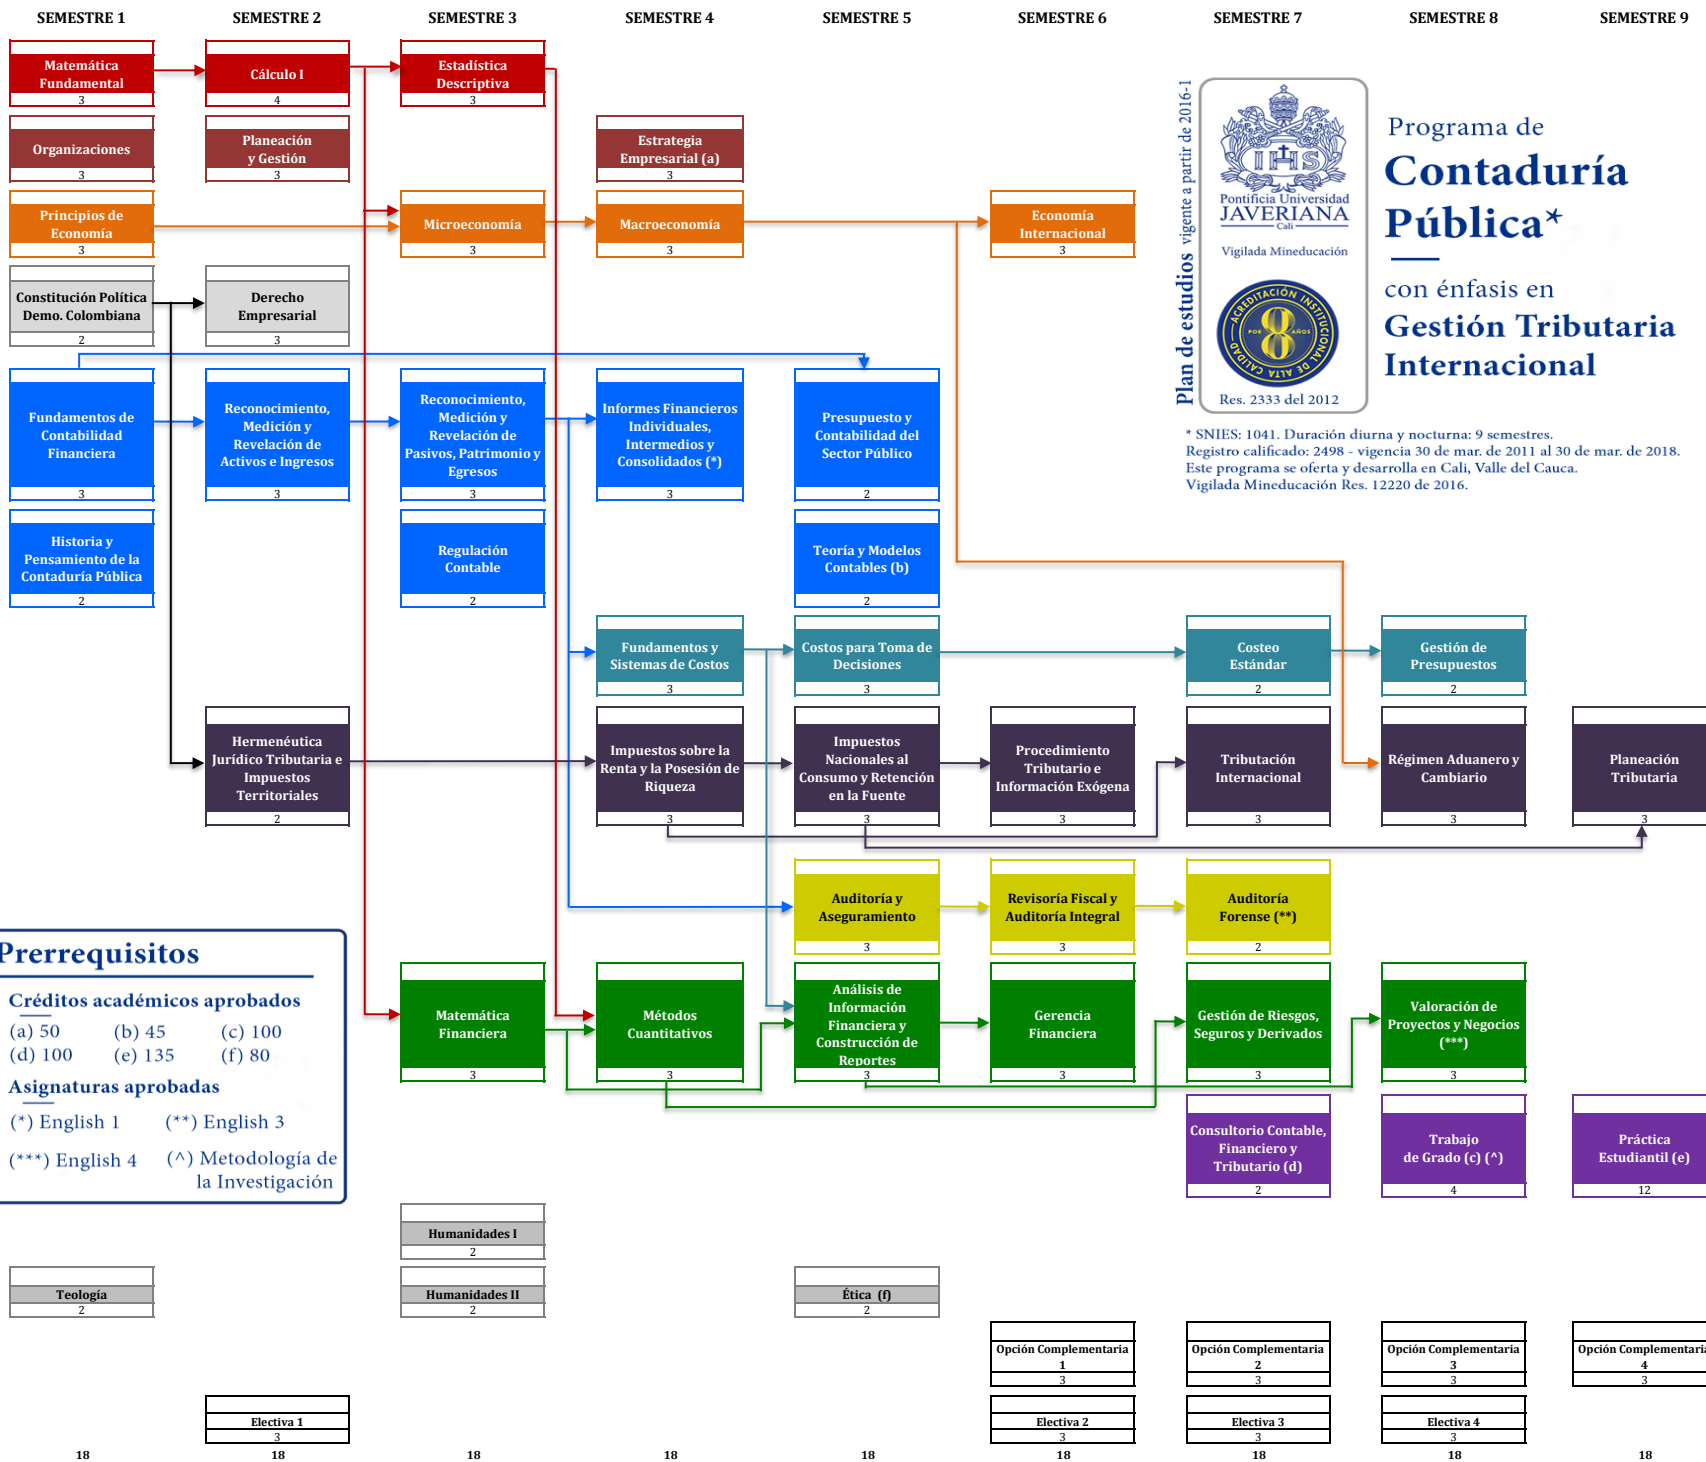 SEMESTRE 1
SEMESTRE 2
SEMESTRE 3
SEMESTRE 4
SEMESTRE 5
SEMESTRE 6
SEMESTRE 7
SEMESTRE 8
SEMESTRE 9
Matemática
Fundamental
3
Cálculo I
4
Estadística
Descriptiva
3
Organizaciones
3
Planeación
y Gestión
3
Estrategia
Empresarial (a)
3
Principios de
Economía
3
Microeconomía
3
Macroeconomía
3
Economía
Internacional
3
Constitución Política
Demo. Colombiana
2
Derecho
Empresarial
3
Plan de estudios vigente a partir de 2016-1
IHS
Pontificia Universidad
JAVERIANA
Cali
Vigilada Mineducación
ACREDITACIÓN INSTITUCIONAL
POR 8 AÑOS
DE ALTA CALIDAD
Res. 2333 del 2012
Programa de
Contaduría
Pública*
con énfasis en
Gestión Tributaria
Internacional
* SNIES: 1041. Duración diurna y nocturna: 9 semestres.
Registro calificado: 2498 - vigencia 30 de mar. de 2011 al 30 de mar. de 2018.
Este programa se oferta y desarrolla en Cali, Valle del Cauca.
Vigilada Mineducación Res. 12220 de 2016.
Fundamentos de
Contabilidad
Financiera
3
Reconocimiento,
Medición y
Revelación de
Activos e Ingresos
3
Reconocimiento,
Medición y
Revelación de
Pasivos, Patrimonio y
Egresos
3
Informes Financieros
Individuales,
Intermedios y
Consolidados (*)
3
Presupuesto y
Contabilidad del
Sector Público
2
Historia y
Pensamiento de la
Contaduría Pública
2
Regulación
Contable
2
Teoría y Modelos
Contables (b)
2
Fundamentos y
Sistemas de Costos
3
Costos para Toma de
Decisiones
3
Costeo
Estándar
2
Gestión de
Presupuestos
2
Hermenéutica
Jurídico Tributaria e
Impuestos
Territoriales
2
Impuestos sobre la
Renta y la Posesión de
Riqueza
3
Impuestos
Nacionales al
Consumo y Retención
en la Fuente
3
Procedimiento
Tributario e
Información Exógena
3
Tributación
Internacional
3
Régimen Aduanero y
Cambiario
3
Planeación
Tributaria
3
Auditoría y
Aseguramiento
3
Revisoría Fiscal y
Auditoría Integral
3
Auditoría
Forense (**)
2
Prerrequisitos
Créditos académicos aprobados
(a) 50 (b) 45 (c) 100
(d) 100 (e) 135 (f) 80
Asignaturas aprobadas
(*) English 1 (**) English 3
(***) English 4 (^) Metodología de
la Investigación
Matemática
Financiera
3
Métodos
Cuantitativos
3
Análisis de
Información
Financiera y
Construcción de
Reportes
3
Gerencia
Financiera
3
Gestión de Riesgos,
Seguros y Derivados
3
Valoración de
Proyectos y Negocios
(***)
3
Consultorio Contable,
Financiero y
Tributario (d)
2
Trabajo
de Grado (c) (^)
4
Práctica
Estudiantil (e)
12
Humanidades I
2
Teología
2
Humanidades II
2
Ética (f)
2
Opción Complementaria
1
3
Opción Complementaria
2
3
Opción Complementaria
3
3
Opción Complementaria
4
3
Electiva 1
3
Electiva 2
3
Electiva 3
3
Electiva 4
3
18
18
18
18
18
18
18
18
18